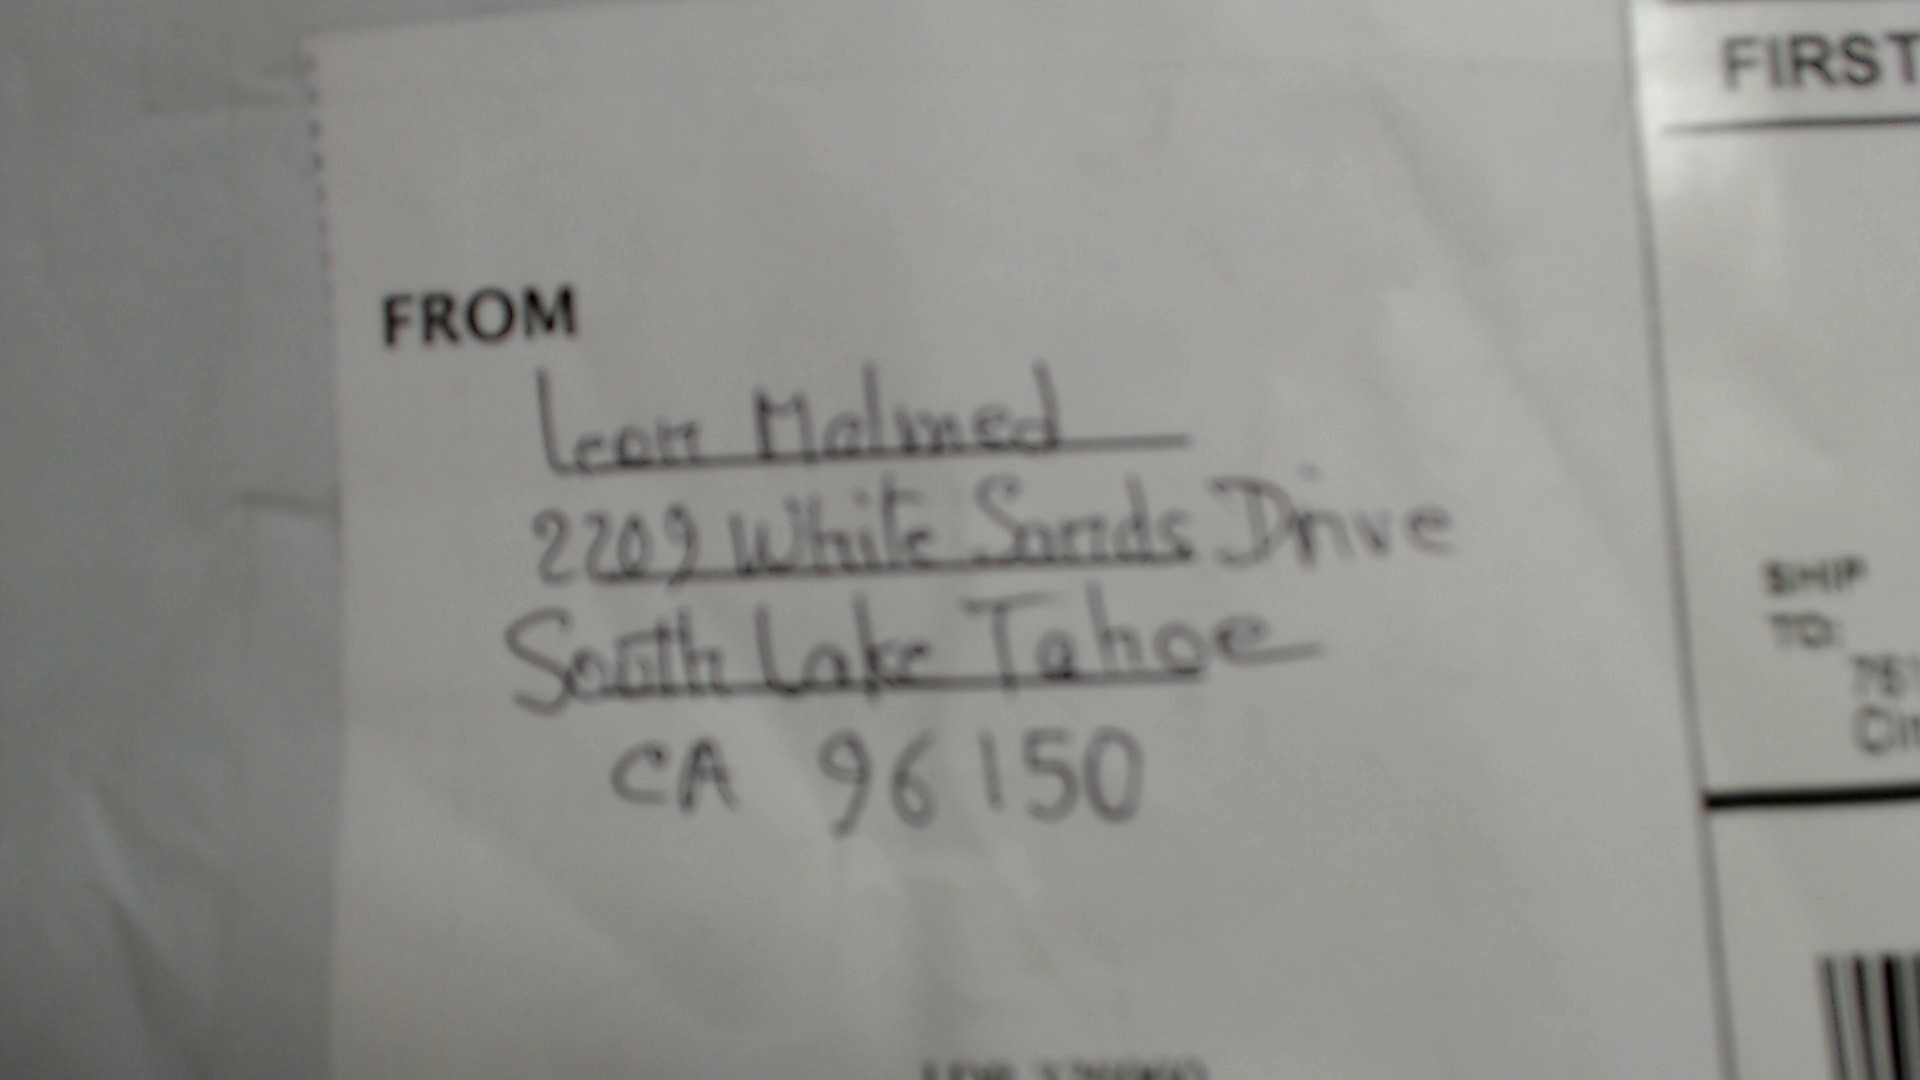 FIRST
FROM
Leon Malmed
2209 White Sands Drive
South Lake Tahoe
CA 96150
SHIP
TO: